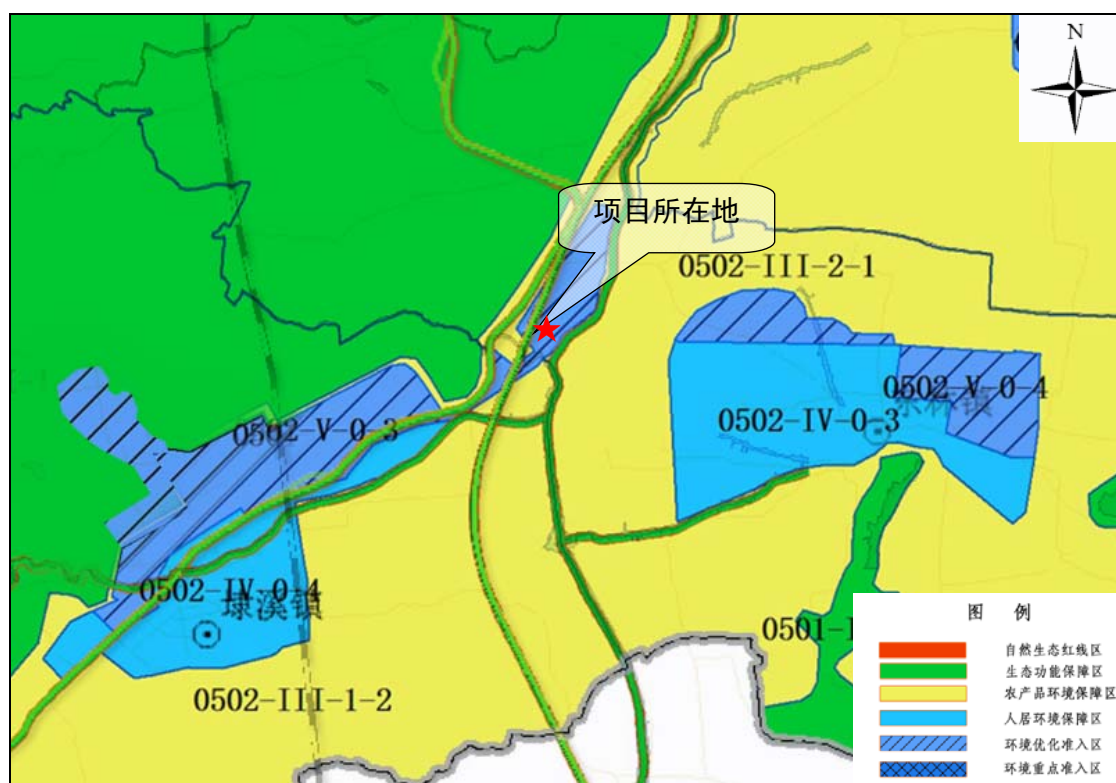 N
项目所在地
0502-III-2-1
0502-V-0-3
0502-V-0-4
0502-IV-0-3
0502-IV-0-4
埭溪镇
0502-III-1-2
图 例
自然生态红线区
生态功能保障区
农产品环境保障区
人居环境保障区
环境优化准入区
环境重点准入区